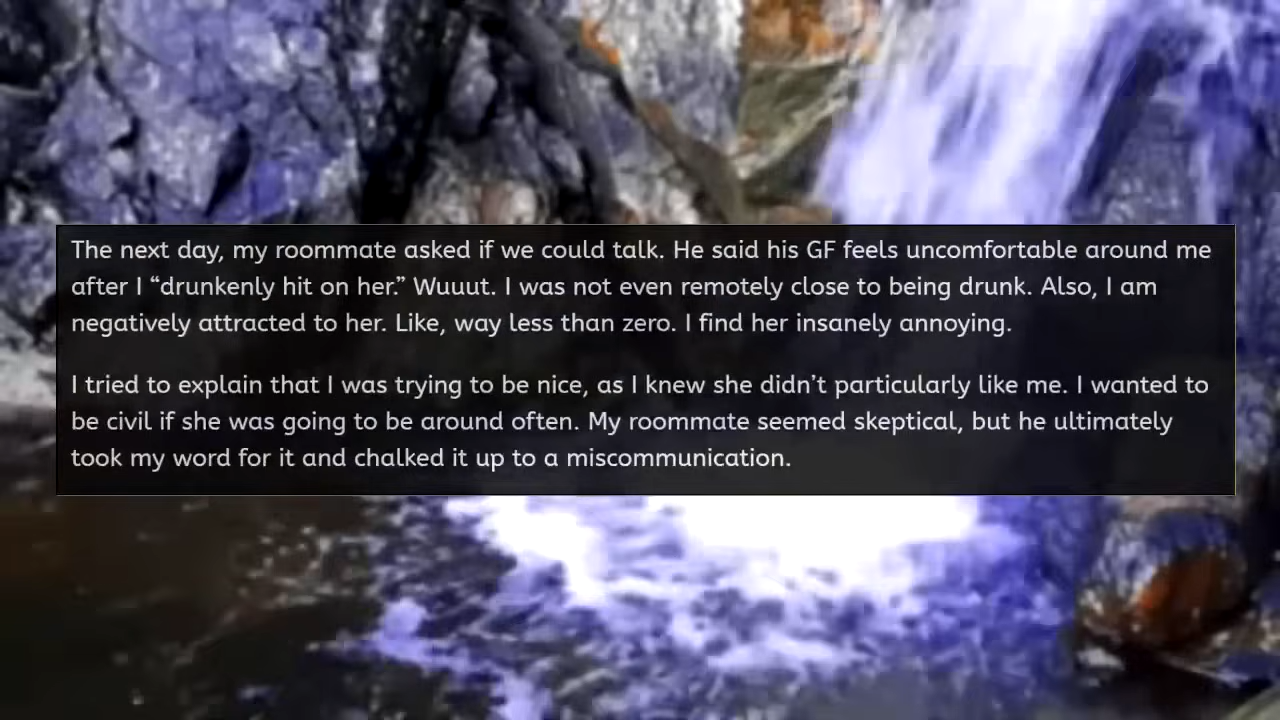 The next day, my roommate asked if we could talk. He said his GF feels uncomfortable around me
after I “drunkenly hit on her.” Wuuut. I was not even remotely close to being drunk. Also, I am
negatively attracted to her. Like, way less than zero. I find her insanely annoying.
I tried to explain that I was trying to be nice, as I knew she didn’t particularly like me. I wanted to
be civil if she was going to be around often. My roommate seemed skeptical, but he ultimately
took my word for it and chalked it up to a miscommunication.